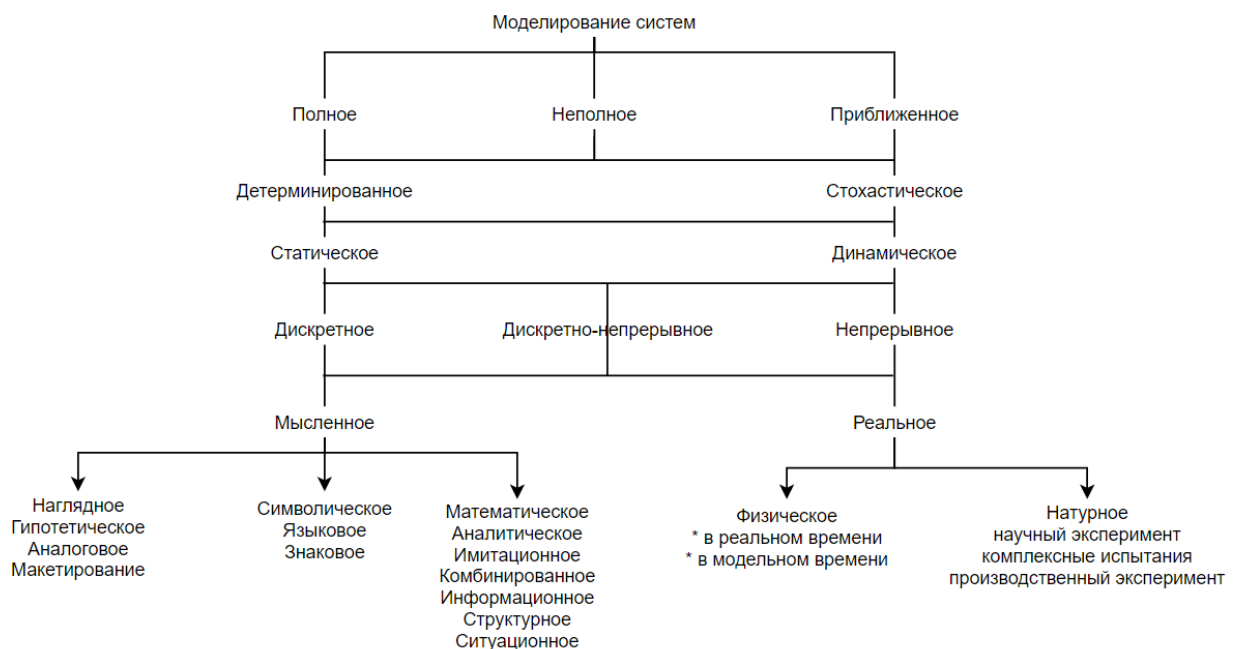 Моделирование систем
Полное
Неполное
Приближенное
Детерминированное
Стохастическое
Статическое
Динамическое
Дискретное
Дискретно-непрерывное
Непрерывное
Мысленное
Реальное
Наглядное
Гипотетическое
Аналоговое
Макетирование
Символическое
Языковое
Знаковое
Математическое
Аналитическое
Имитационное
Комбинированное
Информационное
Структурное
Ситуационное
Физическое
* в реальном времени
* в модельном времени
Натурное
научный эксперимент
комплексные испытания
производственный эксперимент